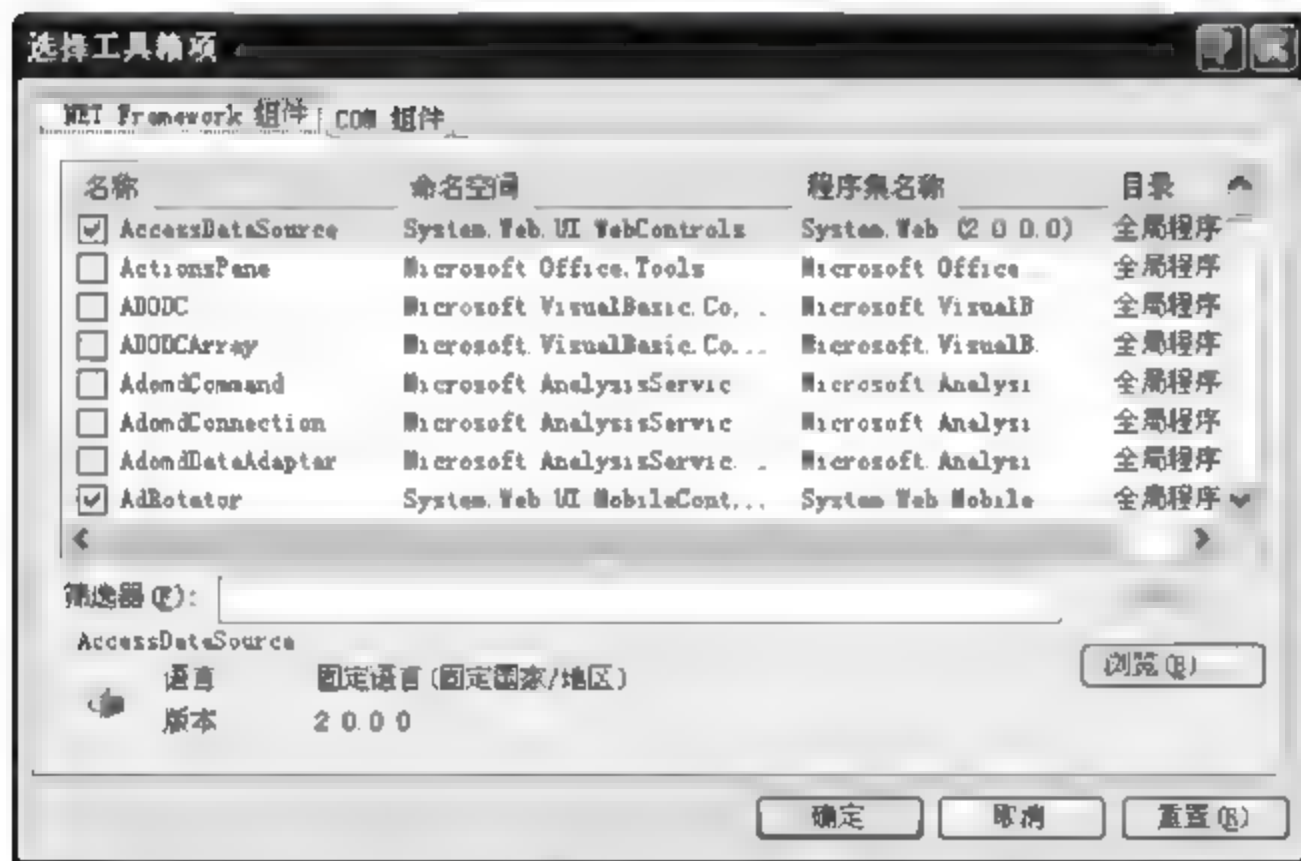 选择工具箱项
.NET Framework 组件 COM 组件
名称 命名空间 程序集名称 目录
AccessDataSource System.Web.UI WebControls System.Web (2 0 0.0) 全局程序
ActionsPane Microsoft Office.Tools Microsoft Office 全局程序
ADODC Microsoft VisualBasic.Co. . Microsoft VisualB 全局程序
ADODCArray Microsoft.VisualBasic.Co... Microsoft.VisualB. 全局程序
AdomdCommand Microsoft AnalysisServic Microsoft Analysi 全局程序
AdomdConnection Microsoft AnalysisServic Microsoft Analysi 全局程序
AdomdDataAdapter Microsoft AnalysisServic. . Microsoft.Analysi 全局程序
AdRotator System.Web UI MobileCont... System Web Mobile 全局程序
筛选器(F):
AccessDataSource
语言 固定语言(固定国家/地区)
浏览(B)
版本 2 0.0 0
确定 取消 重置(R)